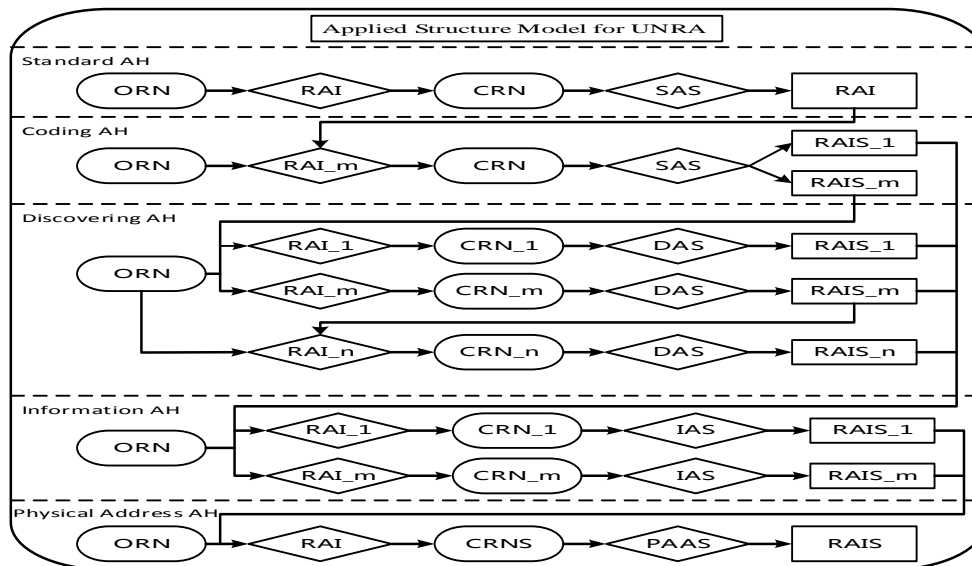 Applied Structure Model for UNRA
Standard AH
ORN RAI CRN SAS RAI
Coding AH
ORN RAI_m CRN SAS RAIS_1
RAIS_m
Discovering AH
RAI_1 CRN_1 DAS RAIS_1
ORN
RAI_m CRN_m DAS RAIS_m
RAI_n CRN_n DAS RAIS_n
Information AH
RAI_1 CRN_1 IAS RAIS_1
ORN
RAI_m CRN_m IAS RAIS_m
Physical Address AH
ORN RAI CRNS PAAS RAIS